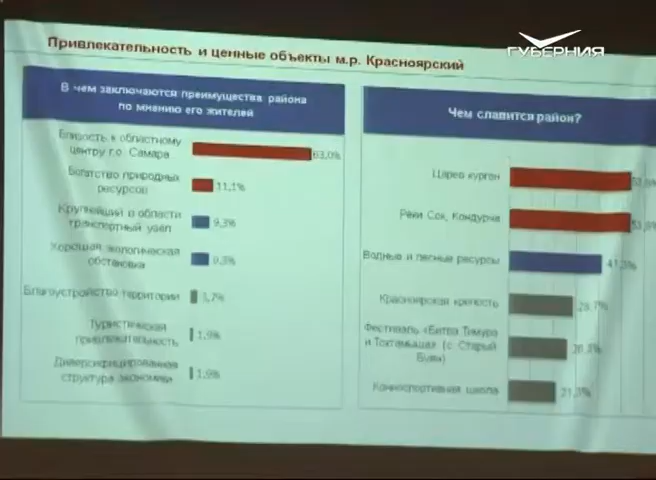 Привлекательность и ценные объекты м.р. Красноярский
ГУБЕРНИЯ
В чем заключаются преимущества района
по мнению его жителей
Близость к областному
центру г.о. Самара
63,0%
Богатство природных
ресурсов
11,1%
Крупнейший в области
транспортный узел
9,3%
Хорошая экологическая
обстановка
9,3%
Благоустройство территории
3,7%
Туристическая
привлекательность
1,9%
Диверсифицированная
структура экономики
1,9%
Чем славится район?
Царев курган
Реки Сок, Кондурча
Водные и лесные ресурсы
Красноярская крепость
Фестиваль «Битва Тимура
и Тохтамыша» (с. Старый
Буян)
Конноспортивная школа